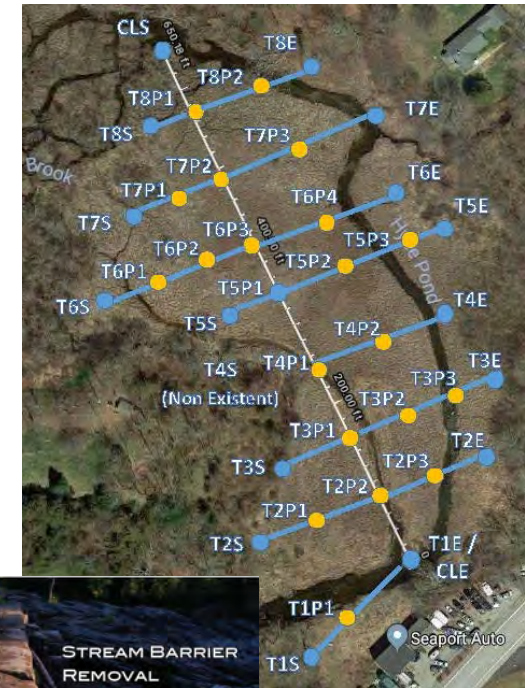 CLS
650.18 ft
T8E
T8P2
T8P1
T8S
T7E
T7P3
T7P2
Brook
T7P1
T7S
T6E
T6P4
T5E
T6P3
400.00 ft
T5P3
T6P2
T5P2
Hyde Pond
T6P1
T6S
T5P1
T5S
T4E
T4P2
T4S
T4P1
(Non Existent)
T3E
200.00 ft
T3P3
T3P2
T3P1
T2E
T3S
T2P3
T2P2
T2P1
T2S
T1E /
CLE
0
T1P1
Seaport Auto
T1S
STREAM BARRIER
REMOVAL